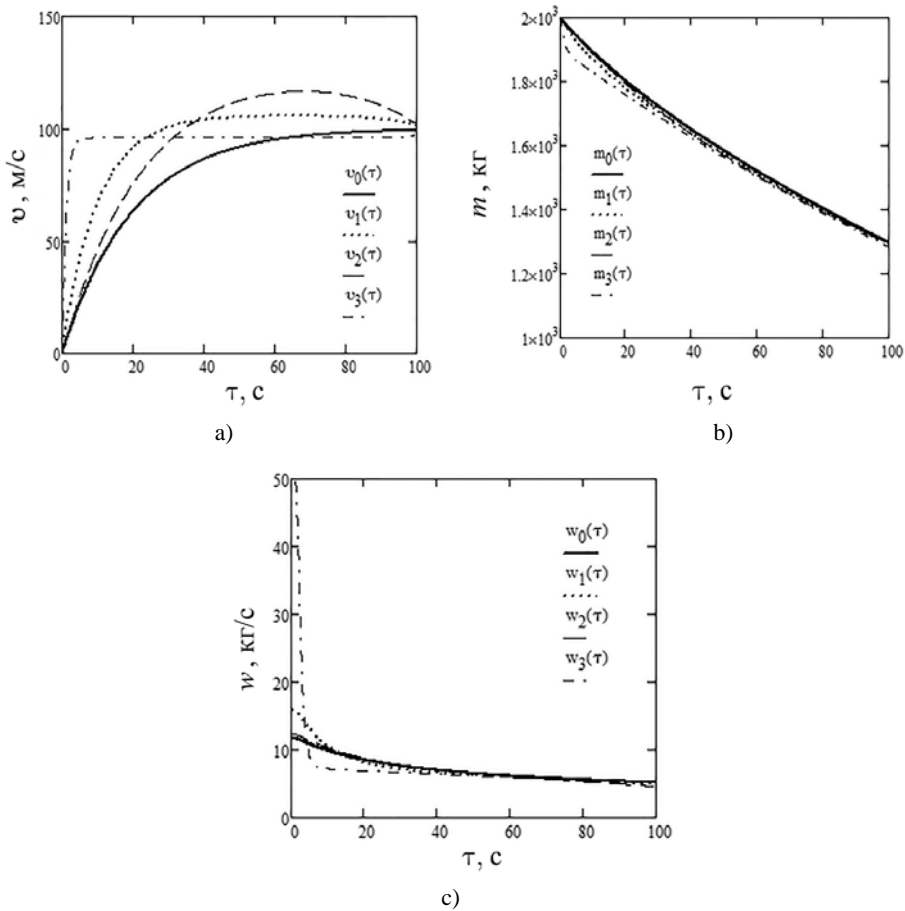 150
100
50
0
0 20 40 60 80 100
υ, м/с
υ0(τ)
υ1(τ)
υ2(τ)
υ3(τ)
τ, с
a)
2×10³
1.8×10³
1.6×10³
1.4×10³
1.2×10³
1×10³
0 20 40 60 80 100
m, кг
m0(τ)
m1(τ)
m2(τ)
m3(τ)
τ, с
b)
50
40
30
20
10
0
0 20 40 60 80 100
w, кг/с
w0(τ)
w1(τ)
w2(τ)
w3(τ)
τ, с
c)